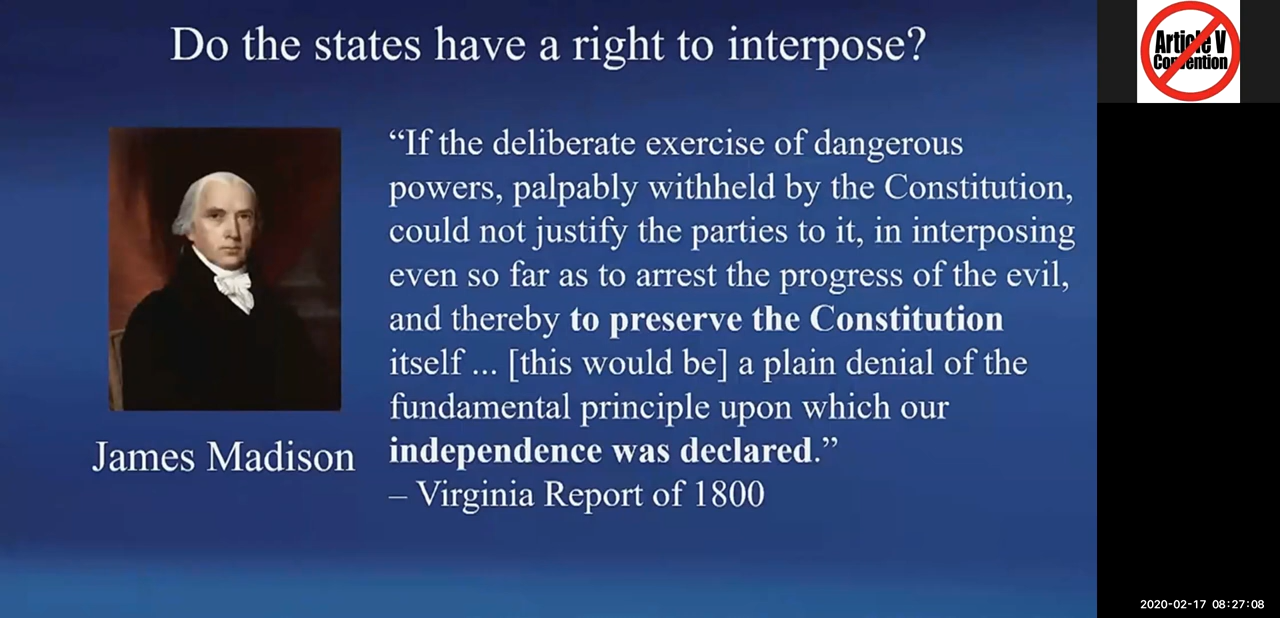 Do the states have a right to interpose?
“If the deliberate exercise of dangerous
powers, palpably withheld by the Constitution,
could not justify the parties to it, in interposing
even so far as to arrest the progress of the evil,
and thereby to preserve the Constitution
itself ... [this would be] a plain denial of the
fundamental principle upon which our
independence was declared.”
– Virginia Report of 1800
James Madison
Article V
Convention
2020-02-17 08:27:08